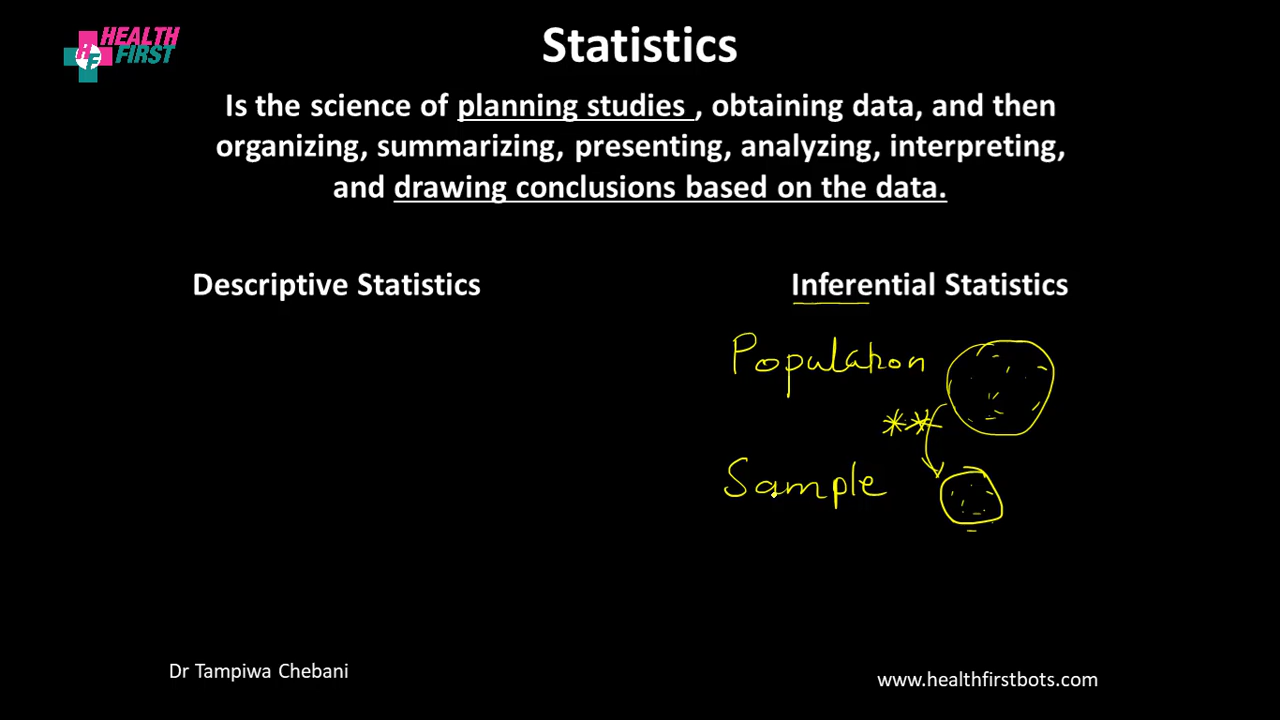 HEALTH
FIRST
HF
Statistics
Is the science of planning studies , obtaining data, and then
organizing, summarizing, presenting, analyzing, interpreting,
and drawing conclusions based on the data.
Descriptive Statistics
Inferential Statistics
Population
**
Sample
Dr Tampiwa Chebani
www.healthfirstbots.com